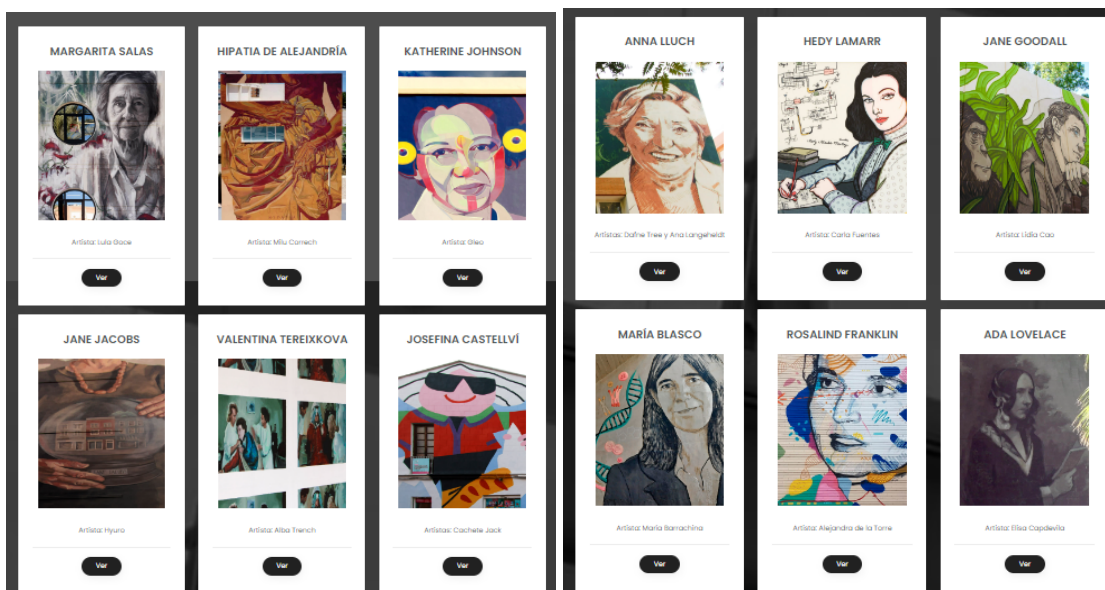 MARGARITA SALAS
HIPATIA DE ALEJANDRÍA
KATHERINE JOHNSON
Artista: Lula Goce
Artista: Milu Correch
Artista: Gleo
Ver
Ver
Ver
JANE JACOBS
VALENTINA TEREIXKOVA
JOSEFINA CASTELLVÍ
Artista: Hyuro
Artista: Alba Trench
Artistas: Cachete Jack
Ver
Ver
Ver
ANNA LLUCH
HEDY LAMARR
JANE GOODALL
Artistas: Dafne Tree y Ana Langeheldt
Artista: Carla Fuentes
Artista: Lidia Cao
Ver
Ver
Ver
MARÍA BLASCO
ROSALIND FRANKLIN
ADA LOVELACE
Artista: María Barrachina
Artista: Alejandra de la Torre
Artista: Elisa Capdevila
Ver
Ver
Ver